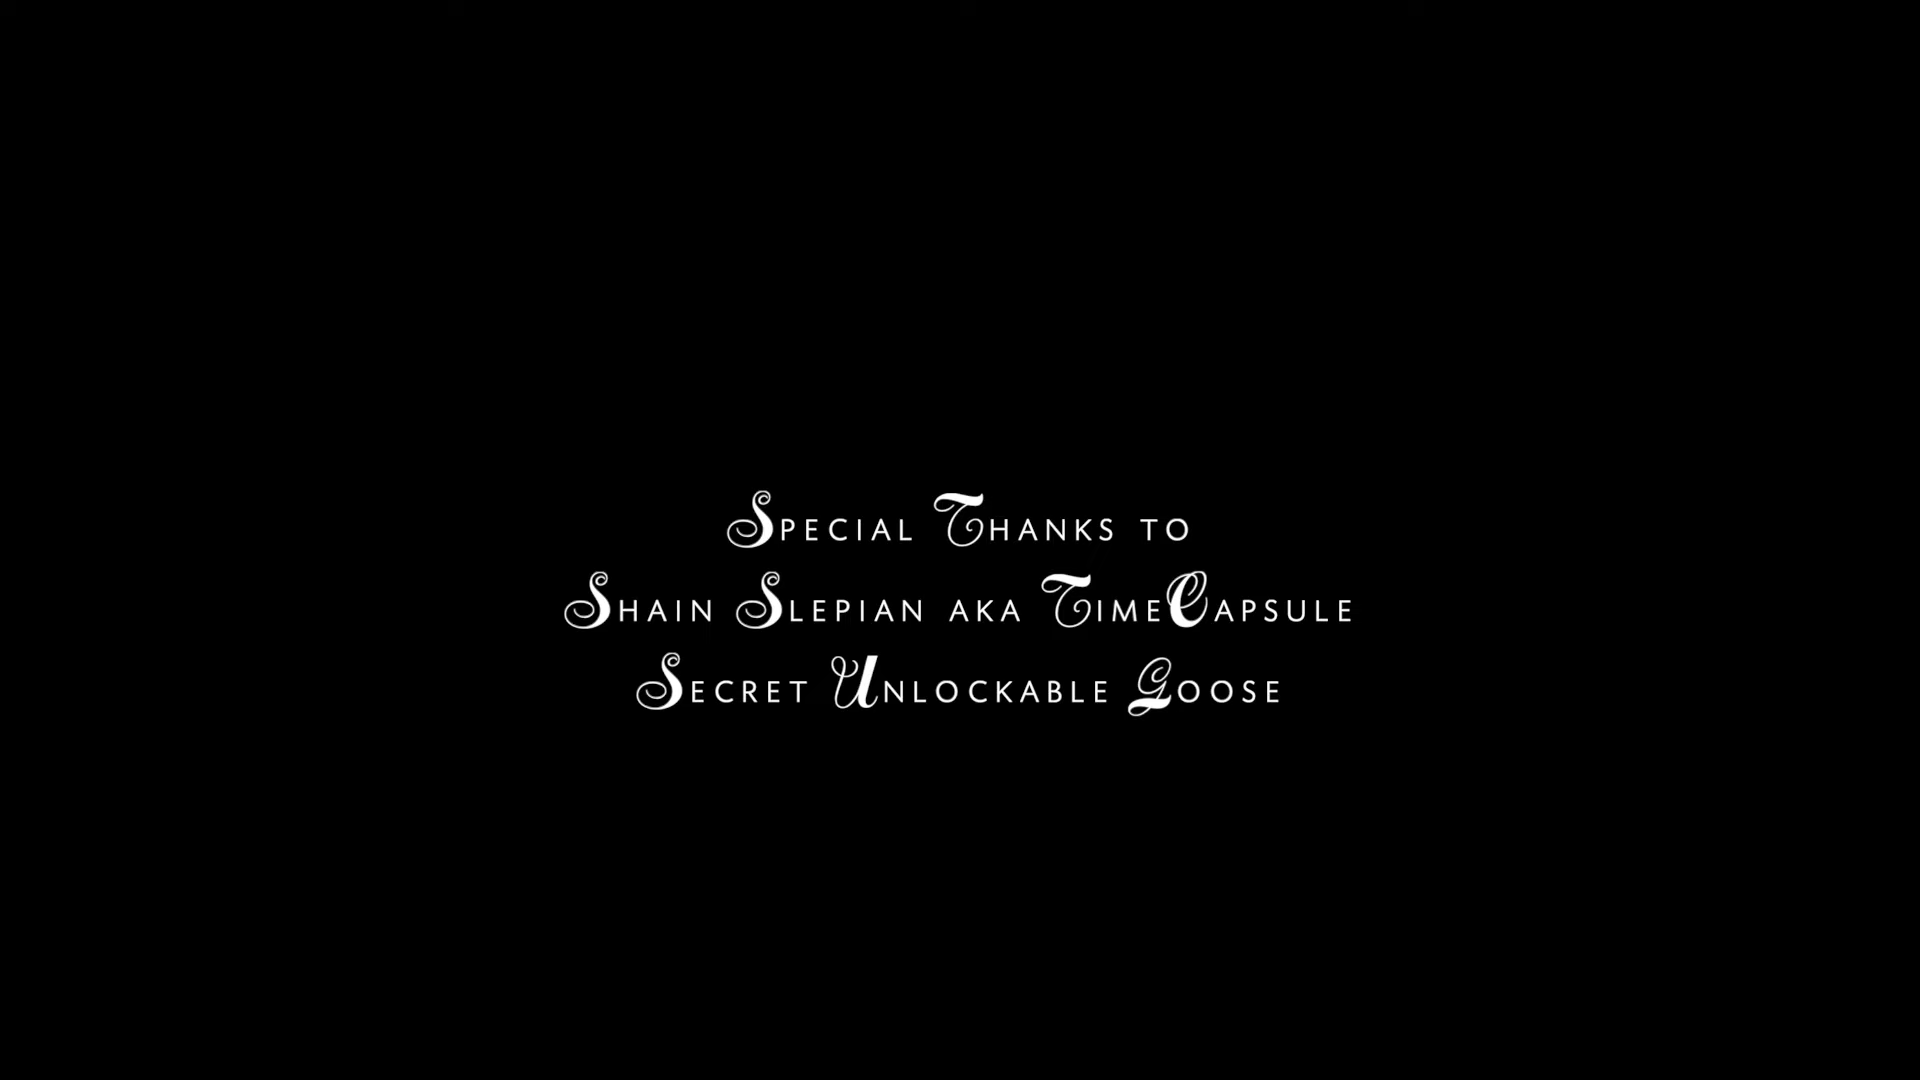 Special Thanks to
Shain Slepian aka TimeCapsule
Secret Unlockable Goose